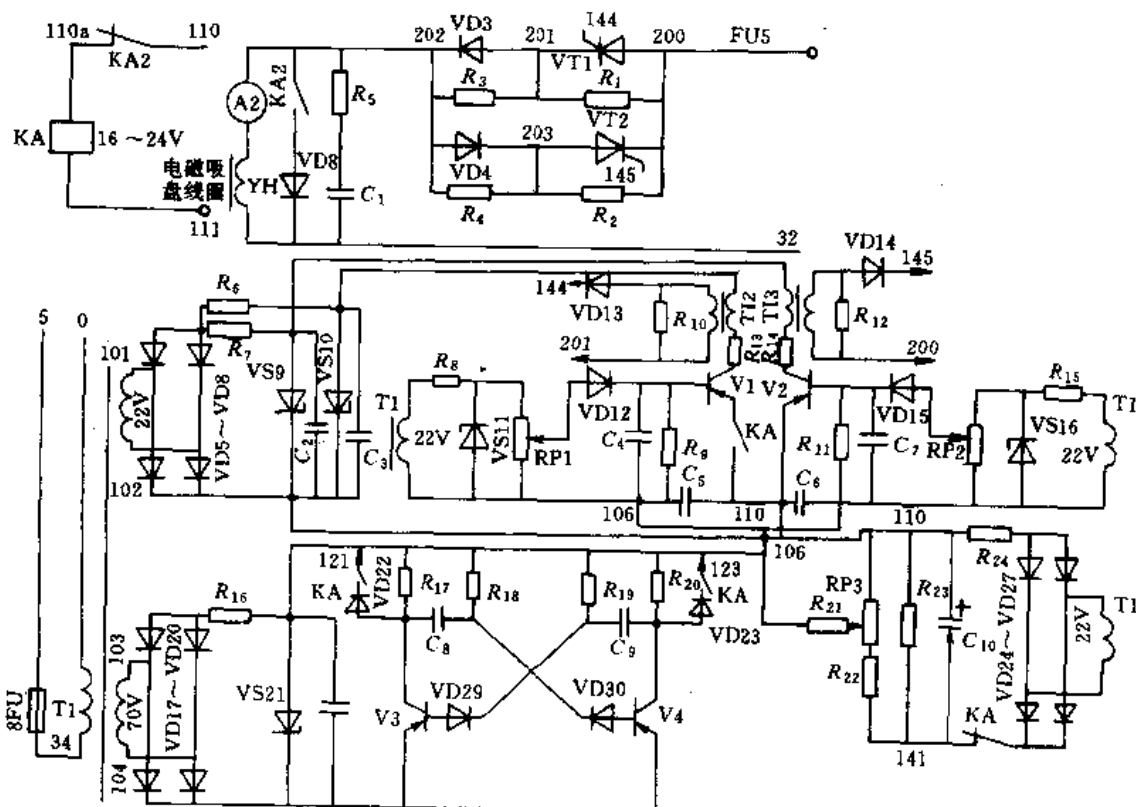 110a 110
KA2
KA 16～24V
111
电磁吸
盘线圈
YH
A2
KA2
VD8
R5
C1
202 VD3 201 144 200 FU5
VT1
R3 R1
203 VT2
VD4 145
R4 R2
32
VD14 145
144 VD13
R10 TI2 TI3 R12
R13 R14
201 200
5 0
101
R6
R7
22V
VD5～VD8
VS9 VS10
C2 C3
102
T1 R8
22V
VS11
RP1
VD12
C4 R9
C5
V1 V2
KA
R11
C6
VD15
C7
RP2
R15
VS16
T1
22V
106 110
106
110
121
KA VD22
R17 R18
C8
R19
C9
R20
123
KA
VD23
R16
103
70V
VD17～VD20
VS21
104
8FU
T1
34
V3 VD29 VD30 V4
R21
RP3
R22
R23
C10
+
R24
VD24～VD27
T1
22V
KA
141